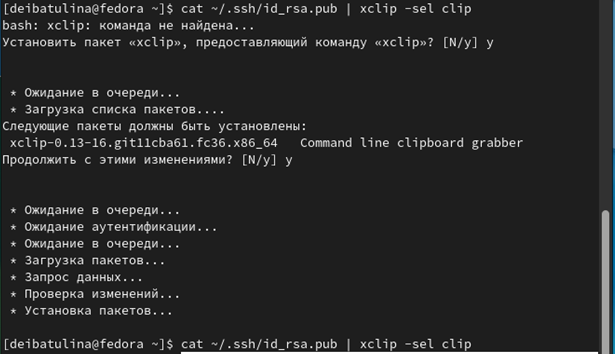 [deibatulina@fedora ~]$ cat ~/.ssh/id_rsa.pub | xclip -sel clip
bash: xclip: команда не найдена...
Установить пакет «xclip», предоставляющий команду «xclip»? [N/y] y
* Ожидание в очереди...
* Загрузка списка пакетов....
Следующие пакеты должны быть установлены:
xclip-0.13-16.git11cba61.fc36.x86_64   Command line clipboard grabber
Продолжить с этими изменениями? [N/y] y
* Ожидание в очереди...
* Ожидание аутентификации...
* Ожидание в очереди...
* Загрузка пакетов...
* Запрос данных...
* Проверка изменений...
* Установка пакетов...
[deibatulina@fedora ~]$ cat ~/.ssh/id_rsa.pub | xclip -sel clip